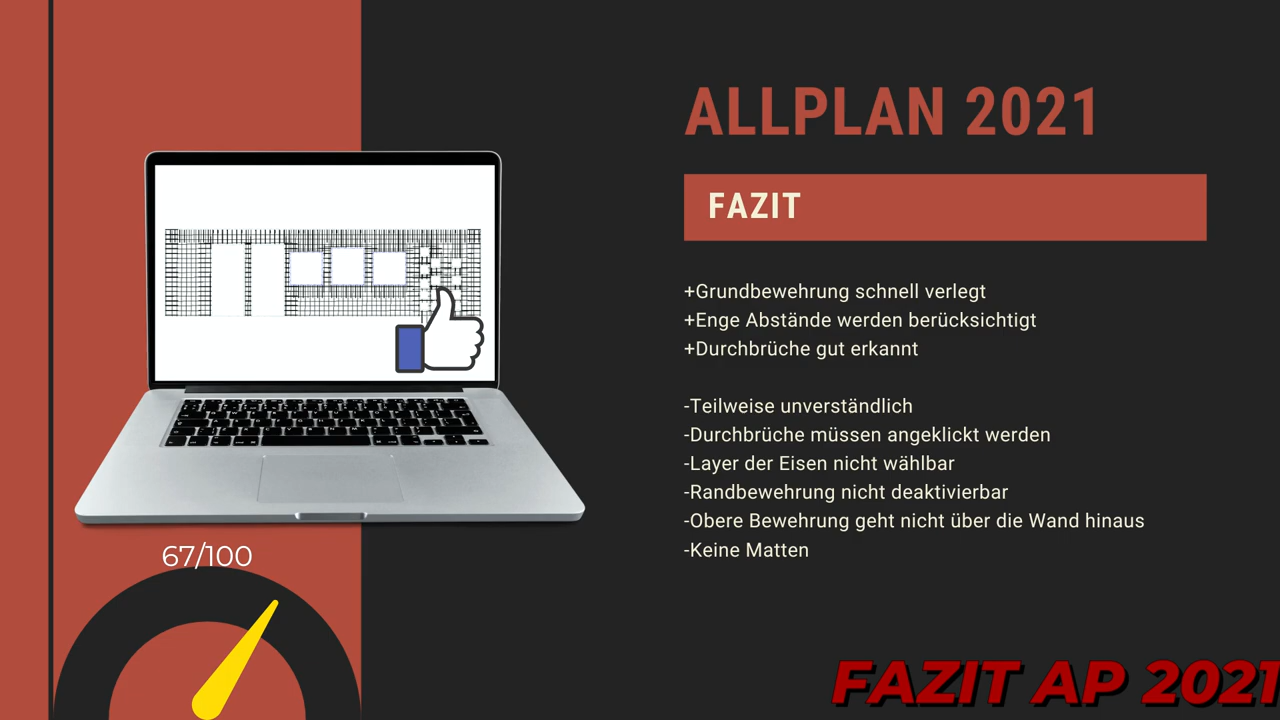 ALLPLAN 2021
FAZIT
+Grundbewehrung schnell verlegt
+Enge Abstände werden berücksichtigt
+Durchbrüche gut erkannt
-Teilweise unverständlich
-Durchbrüche müssen angeklickt werden
-Layer der Eisen nicht wählbar
-Randbewehrung nicht deaktivierbar
-Obere Bewehrung geht nicht über die Wand hinaus
-Keine Matten
67/100
FAZIT AP 2021